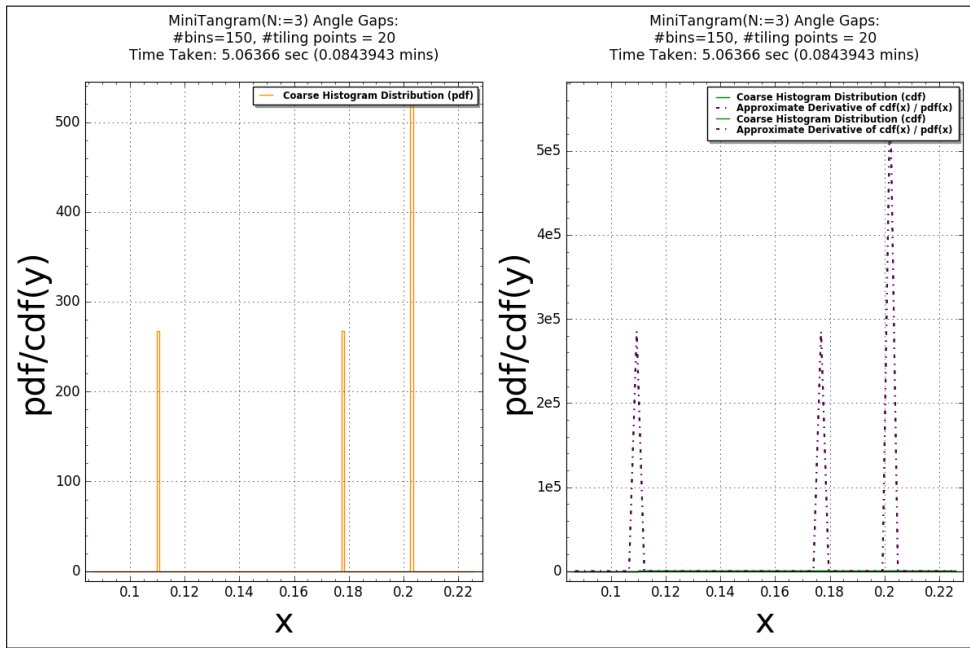 MiniTangram(N:=3) Angle Gaps:
#bins=150, #tiling points = 20
Time Taken: 5.06366 sec (0.0843943 mins)
Coarse Histogram Distribution (pdf)
500
400
300
200
100
0
0.1
0.12
0.14
0.16
0.18
0.2
0.22
pdf/cdf(y)
x
MiniTangram(N:=3) Angle Gaps:
#bins=150, #tiling points = 20
Time Taken: 5.06366 sec (0.0843943 mins)
Coarse Histogram Distribution (cdf)
Approximate Derivative of cdf(x) / pdf(x)
Coarse Histogram Distribution (cdf)
Approximate Derivative of cdf(x) / pdf(x)
5e5
4e5
3e5
2e5
1e5
0
0.1
0.12
0.14
0.16
0.18
0.2
0.22
pdf/cdf(y)
x